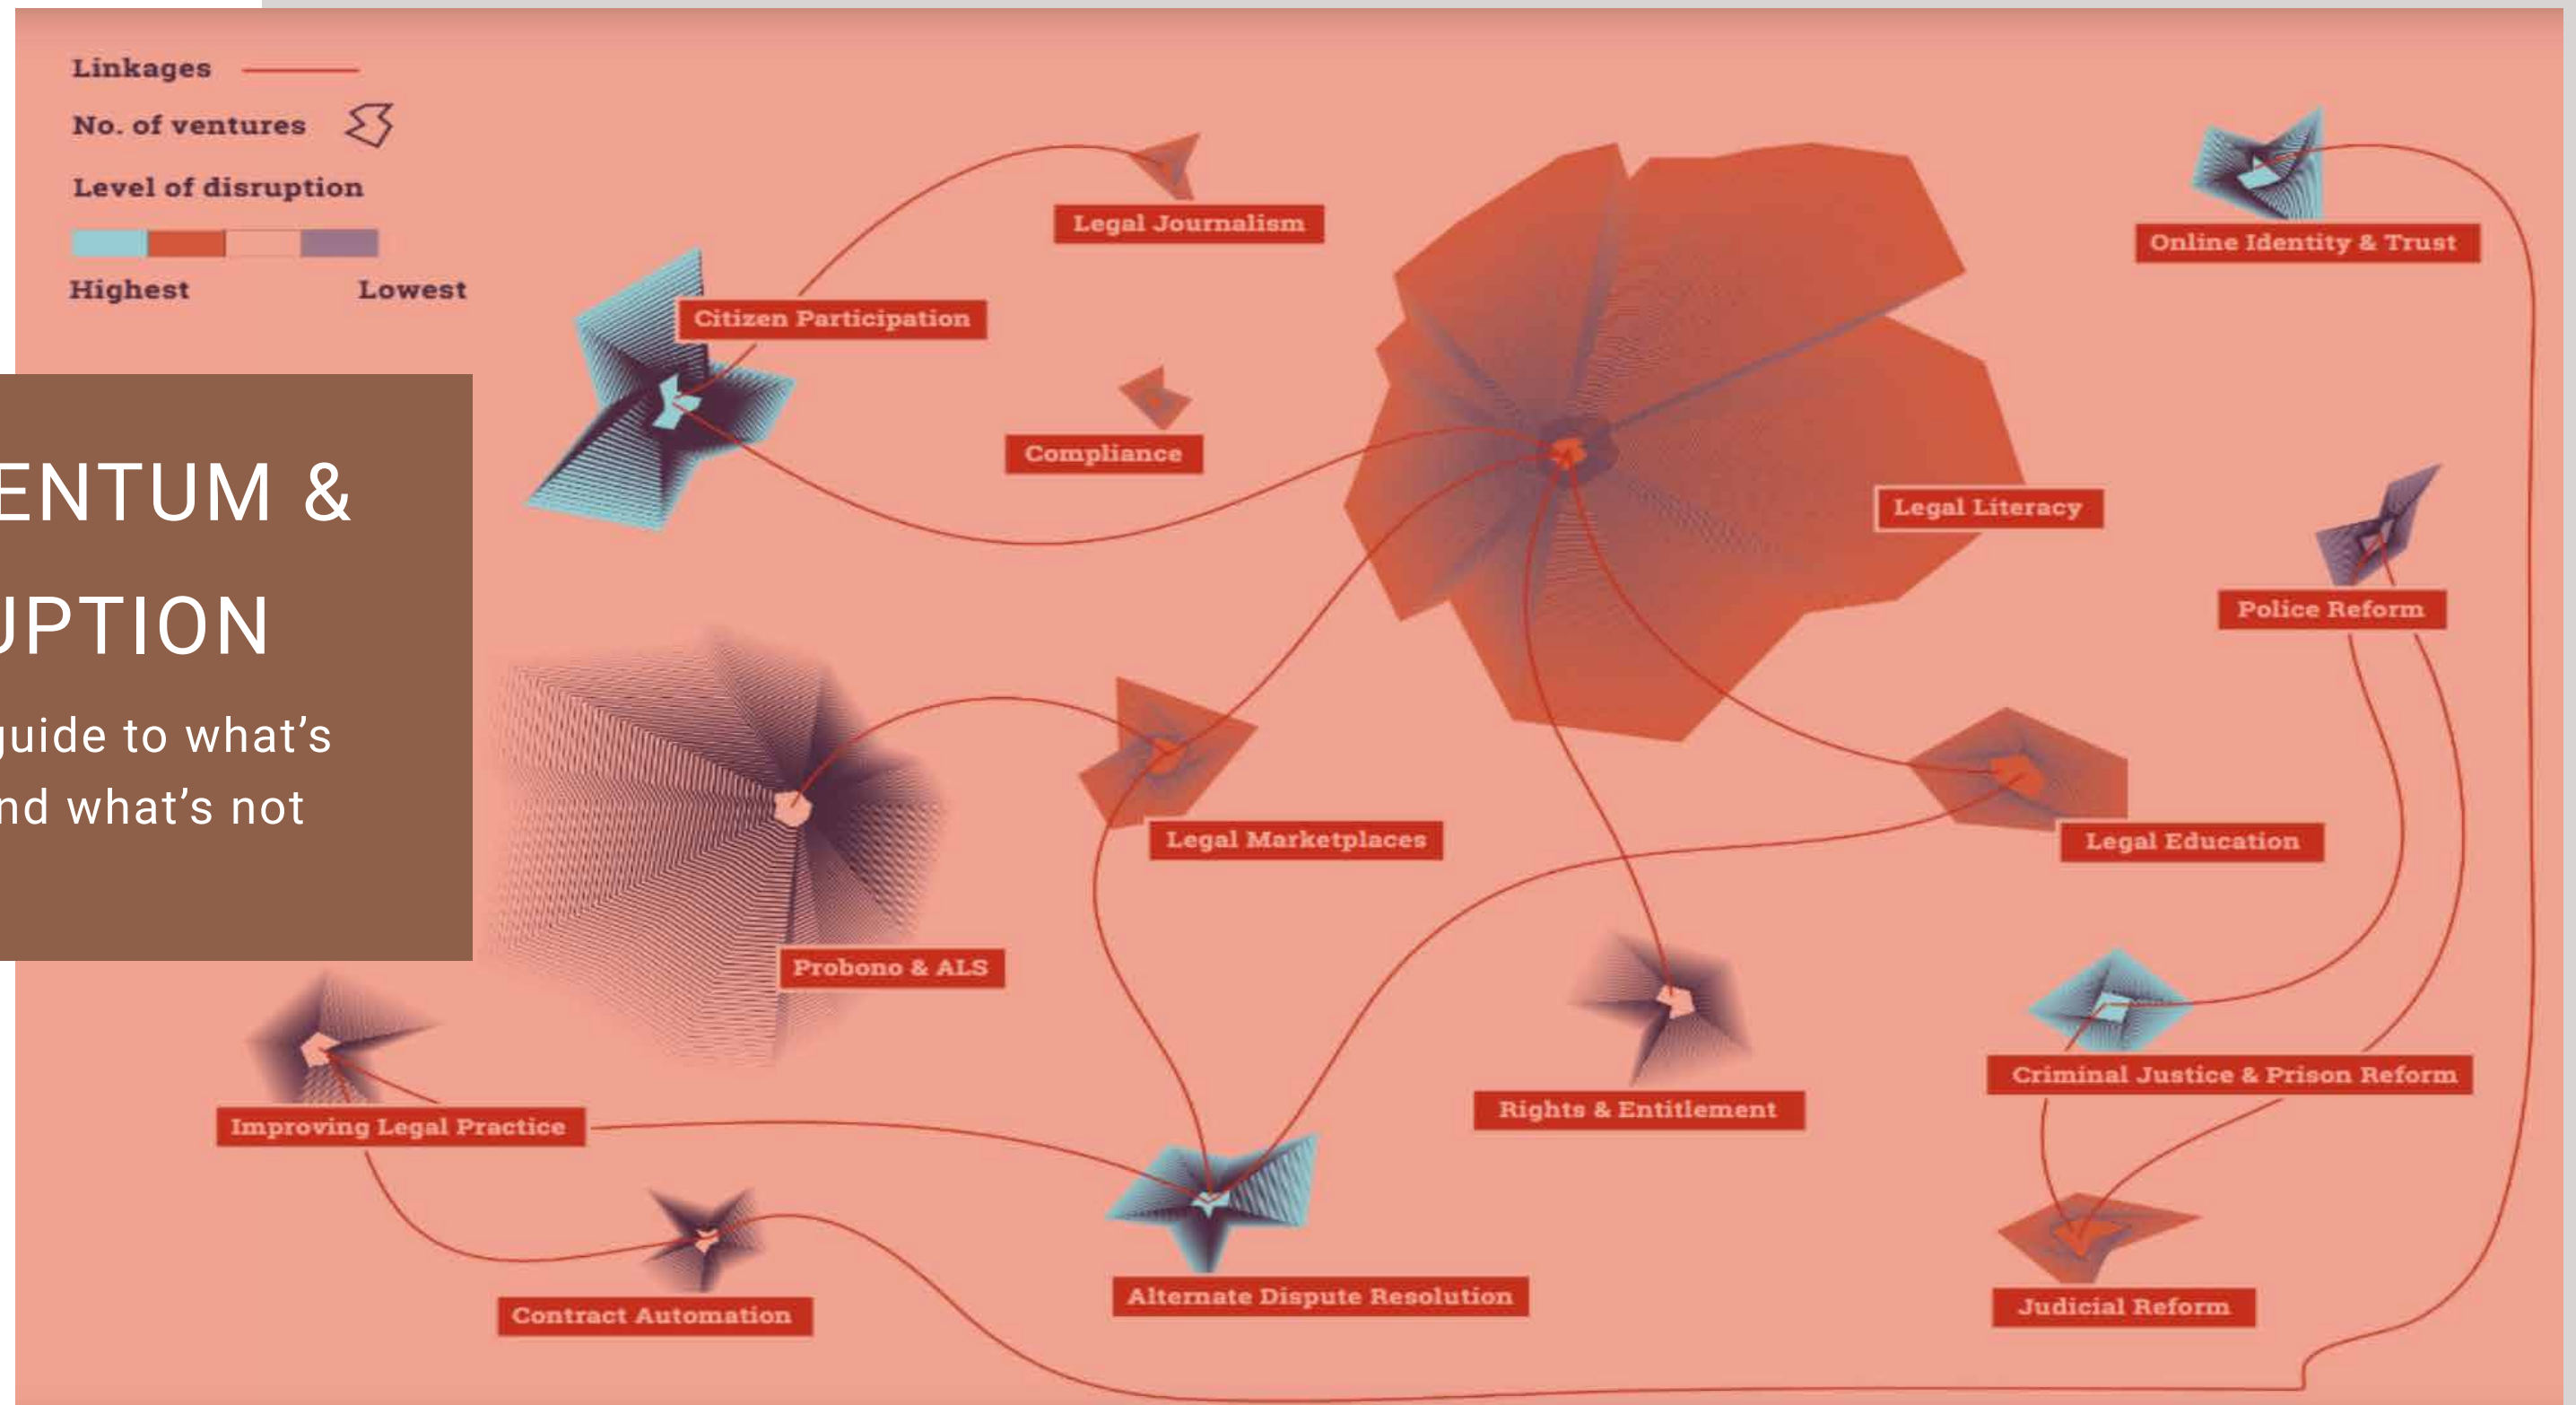 Linkages
No. of ventures
Level of disruption
Highest Lowest
ENTUM &
UPTION
guide to what's
nd what's not
Legal Journalism
Online Identity & Trust
Citizen Participation
Compliance
Legal Literacy
Police Reform
Legal Marketplaces
Legal Education
Probono & ALS
Criminal Justice & Prison Reform
Rights & Entitlement
Improving Legal Practice
Alternate Dispute Resolution
Judicial Reform
Contract Automation